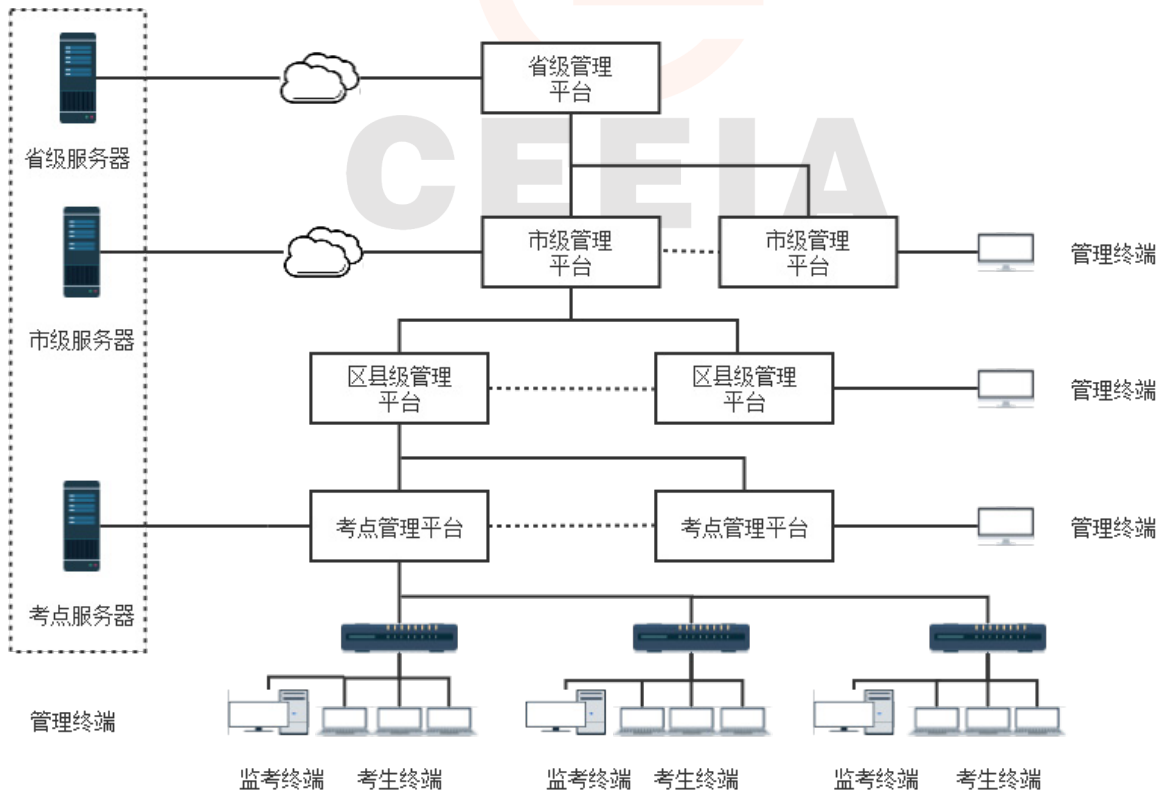 省级管理
平台
省级服务器
CEEIA
市级管理
平台
市级管理
平台
管理终端
市级服务器
区县级管理
平台
区县级管理
平台
管理终端
考点管理平台
考点管理平台
管理终端
考点服务器
管理终端
监考终端
考生终端
监考终端
考生终端
监考终端
考生终端